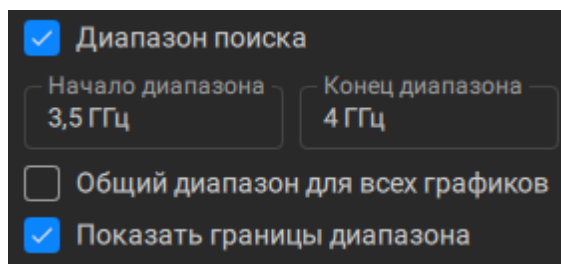 Диапазон поиска
Начало диапазона Конец диапазона
3,5 ГГц 4 ГГц
Общий диапазон для всех графиков
Показать границы диапазона